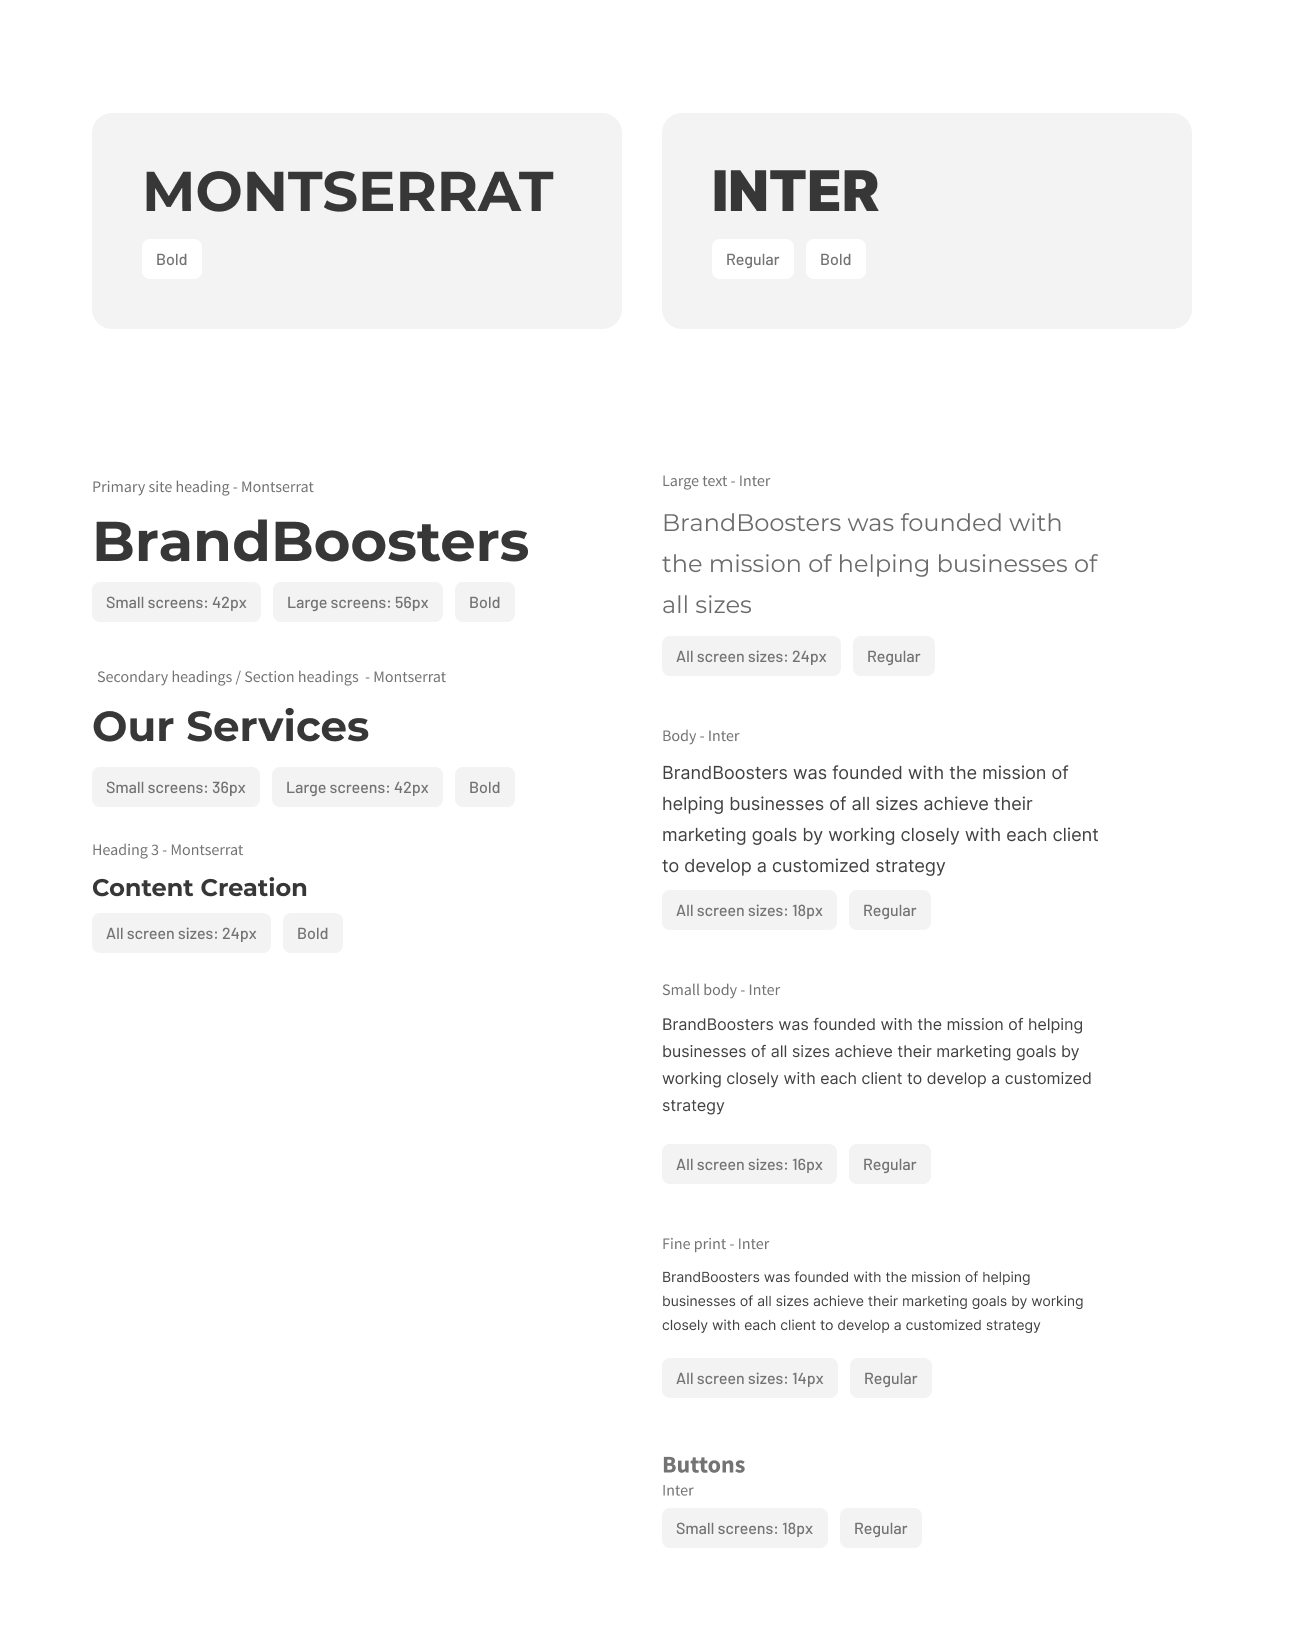 MONTSERRAT
Bold
INTER
Regular
Bold
Primary site heading - Montserrat
BrandBoosters
Small screens: 42px
Large screens: 56px
Bold
Secondary headings / Section headings  - Montserrat
Our Services
Small screens: 36px
Large screens: 42px
Bold
Heading 3 - Montserrat
Content Creation
All screen sizes: 24px
Bold
Large text - Inter
BrandBoosters was founded with
the mission of helping businesses of
all sizes
All screen sizes: 24px
Regular
Body - Inter
BrandBoosters was founded with the mission of
helping businesses of all sizes achieve their
marketing goals by working closely with each client
to develop a customized strategy
All screen sizes: 18px
Regular
Small body - Inter
BrandBoosters was founded with the mission of helping
businesses of all sizes achieve their marketing goals by
working closely with each client to develop a customized
strategy
All screen sizes: 16px
Regular
Fine print - Inter
BrandBoosters was founded with the mission of helping
businesses of all sizes achieve their marketing goals by working
closely with each client to develop a customized strategy
All screen sizes: 14px
Regular
Buttons
Inter
Small screens: 18px
Regular